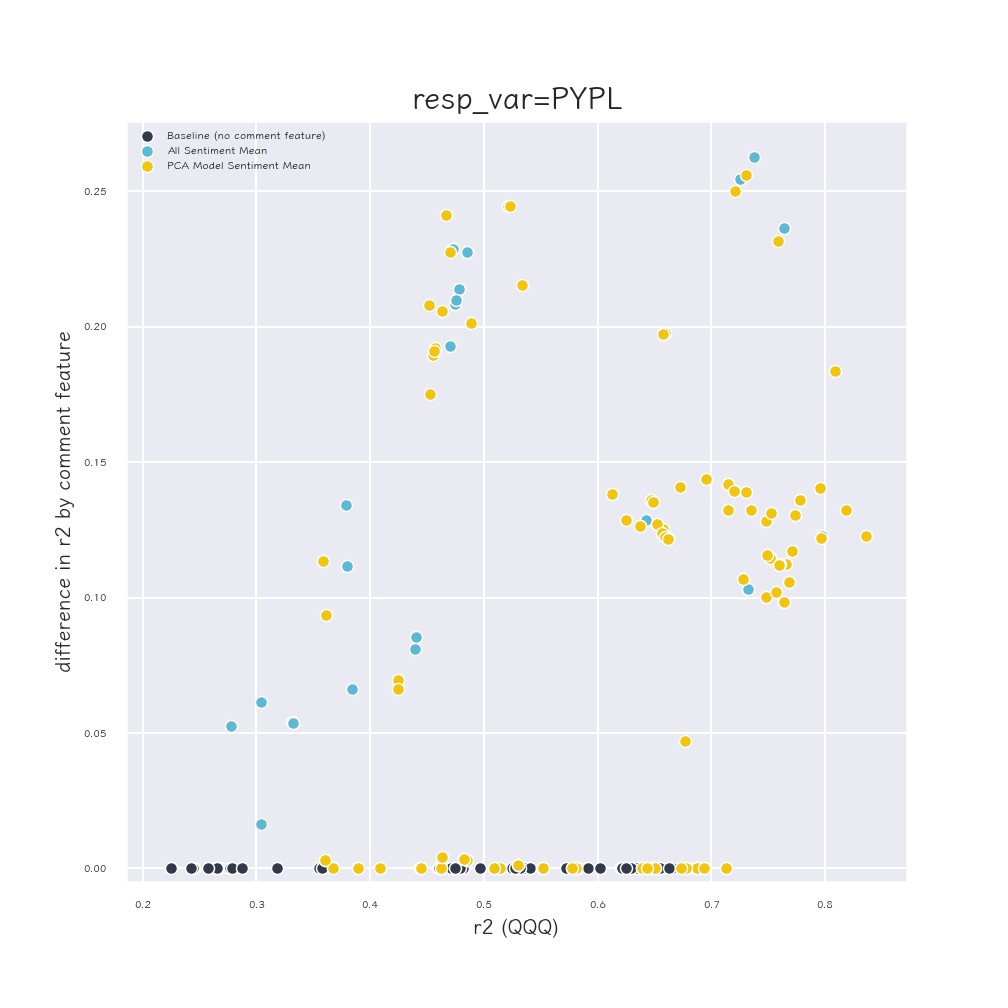 resp_var=PYPL
Baseline (no comment feature)
All Sentiment Mean
PCA Model Sentiment Mean
difference in r2 by comment feature
0.25
0.20
0.15
0.10
0.05
0.00
0.2 0.3 0.4 0.5 0.6 0.7 0.8
r2 (QQQ)